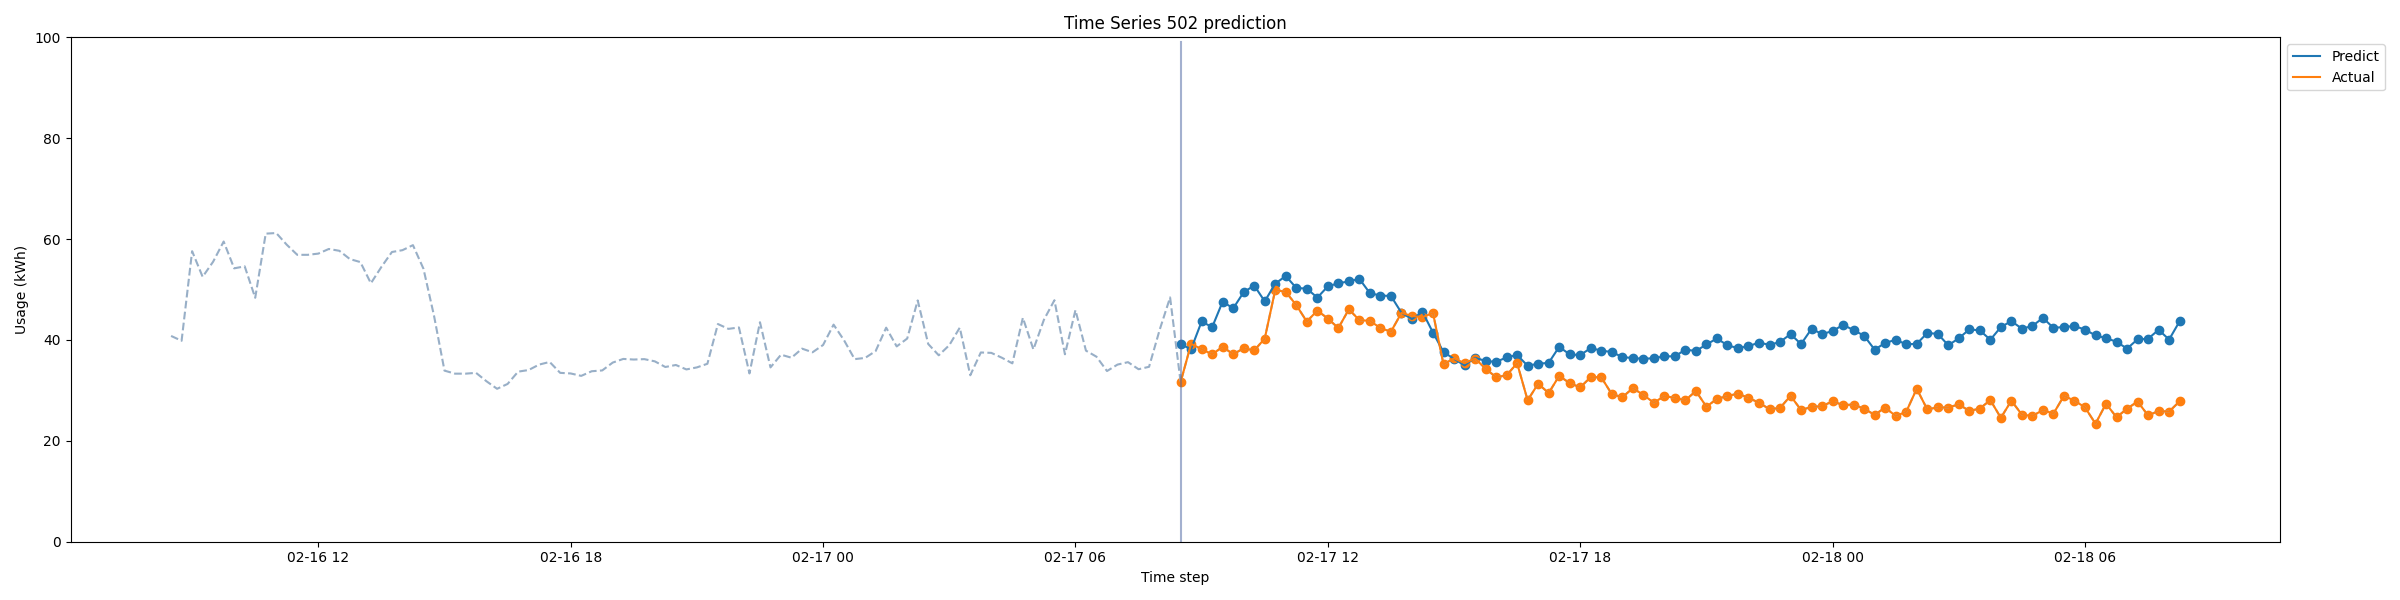 Time Series 502 prediction
Predict
Actual
100
80
60
40
20
0
Usage (kWh)
02-16 12
02-16 18
02-17 00
02-17 06
02-17 12
02-17 18
02-18 00
02-18 06
Time step